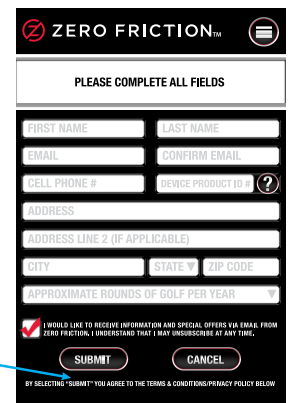 ZERO FRICTION™
PLEASE COMPLETE ALL FIELDS
FIRST NAME LAST NAME
EMAIL CONFIRM EMAIL
CELL PHONE # DEVICE PRODUCT ID # ?
ADDRESS
ADDRESS LINE 2 (IF APPLICABLE)
CITY STATE ▼ ZIP CODE
APPROXIMATE ROUNDS OF GOLF PER YEAR ▼
I WOULD LIKE TO RECEIVE INFORMATION AND SPECIAL OFFERS VIA EMAIL FROM
ZERO FRICTION. I UNDERSTAND THAT I MAY UNSUBSCRIBE AT ANY TIME.
SUBMIT CANCEL
BY SELECTING "SUBMIT" YOU AGREE TO THE TERMS & CONDITIONS/PRIVACY POLICY BELOW